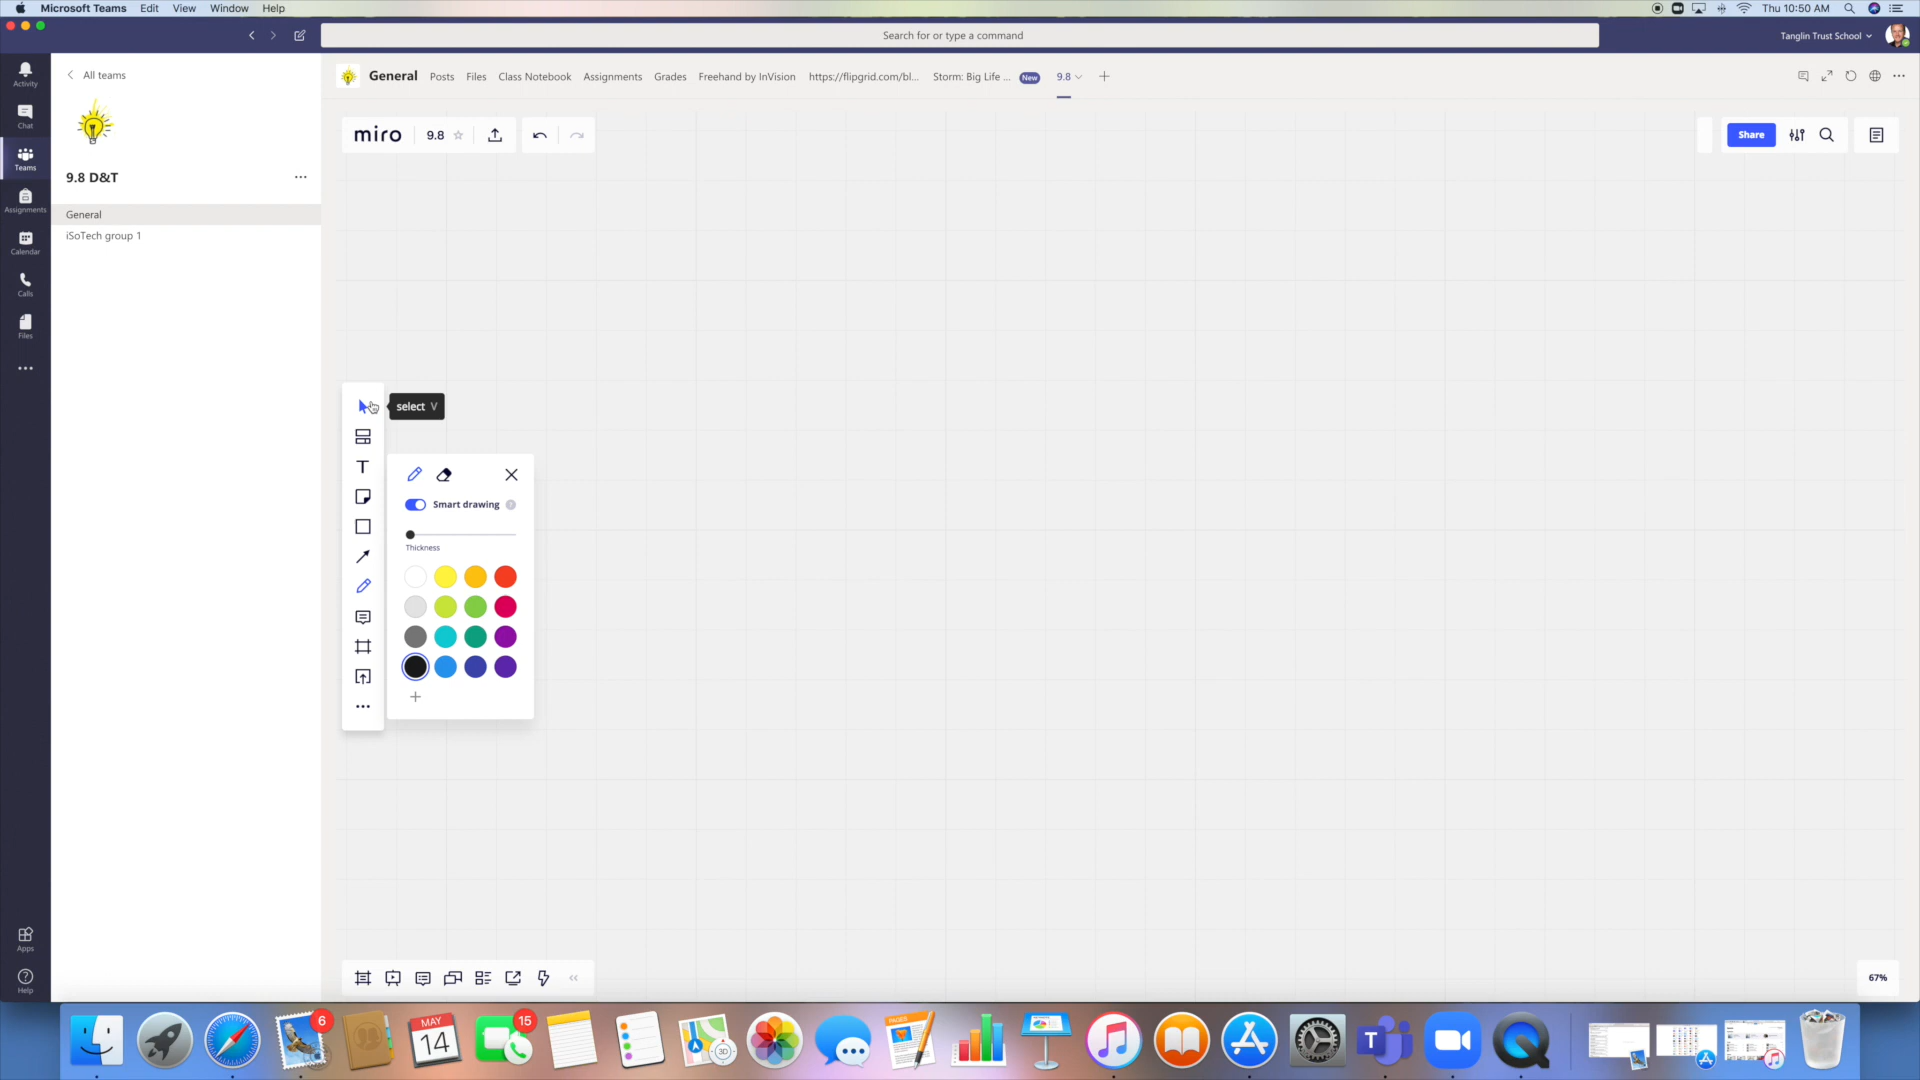 Microsoft Teams Edit View Window Help
Thu 10:50 AM
Search for or type a command
Tanglin Trust School
Activity
Chat
Teams
Assignments
Calendar
Calls
Files
Apps
Help
All teams
9.8 D&T
General
iSoTech group 1
General Posts Files Class Notebook Assignments Grades Freehand by InVision https://flipgrid.com/bl... Storm: Big Life ... New 9.8
miro 9.8
Share
select V
T
Smart drawing ?
Thickness
67%
6
MAY
14
15
3D
PAGES
T